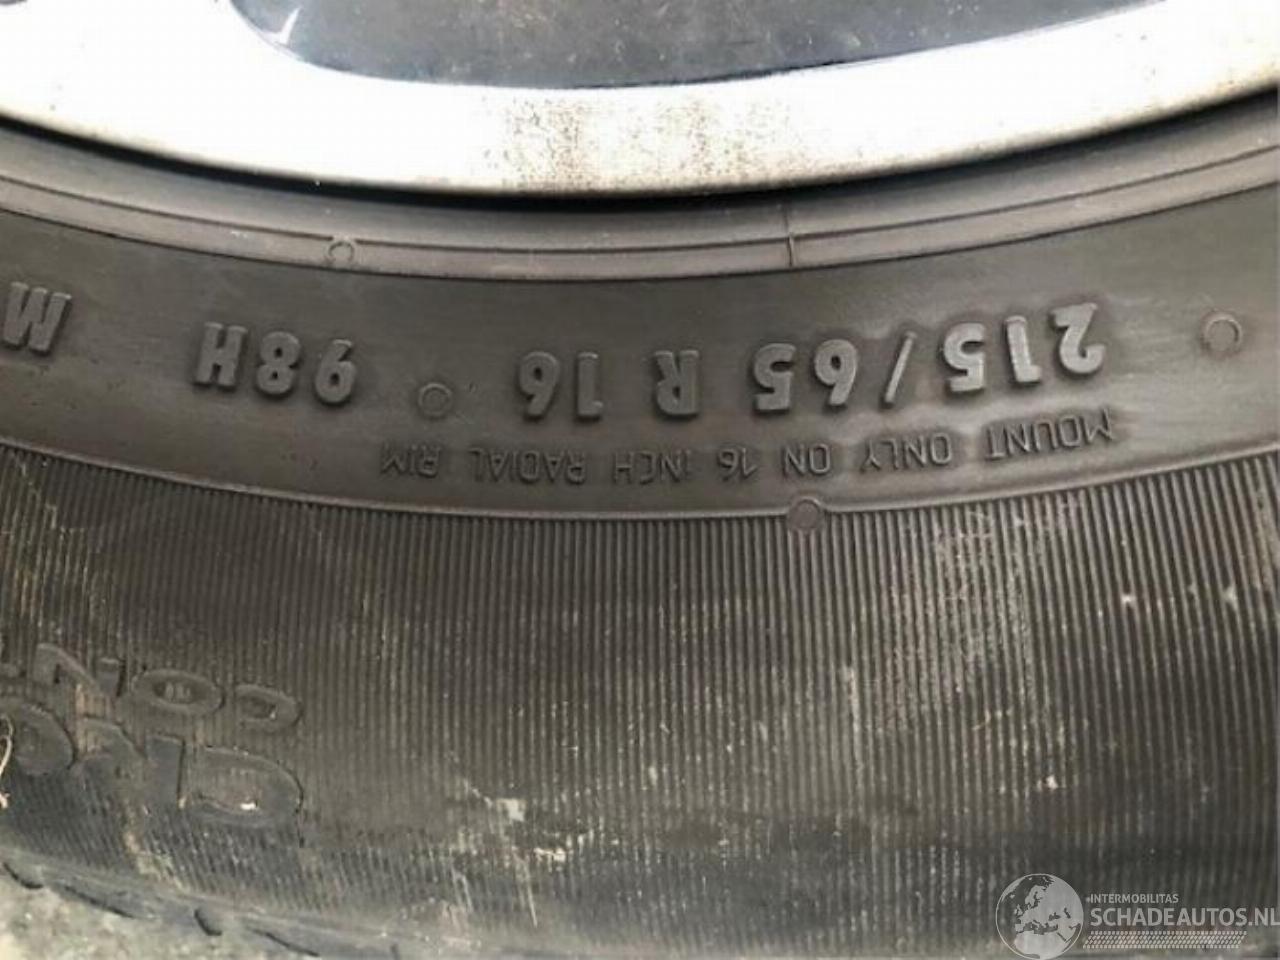 215/65 R 16 98H M
MOUNT ONLY ON 16 INCH RADIAL RIM
INTERMOBILITAS
SCHADEAUTOS.NL